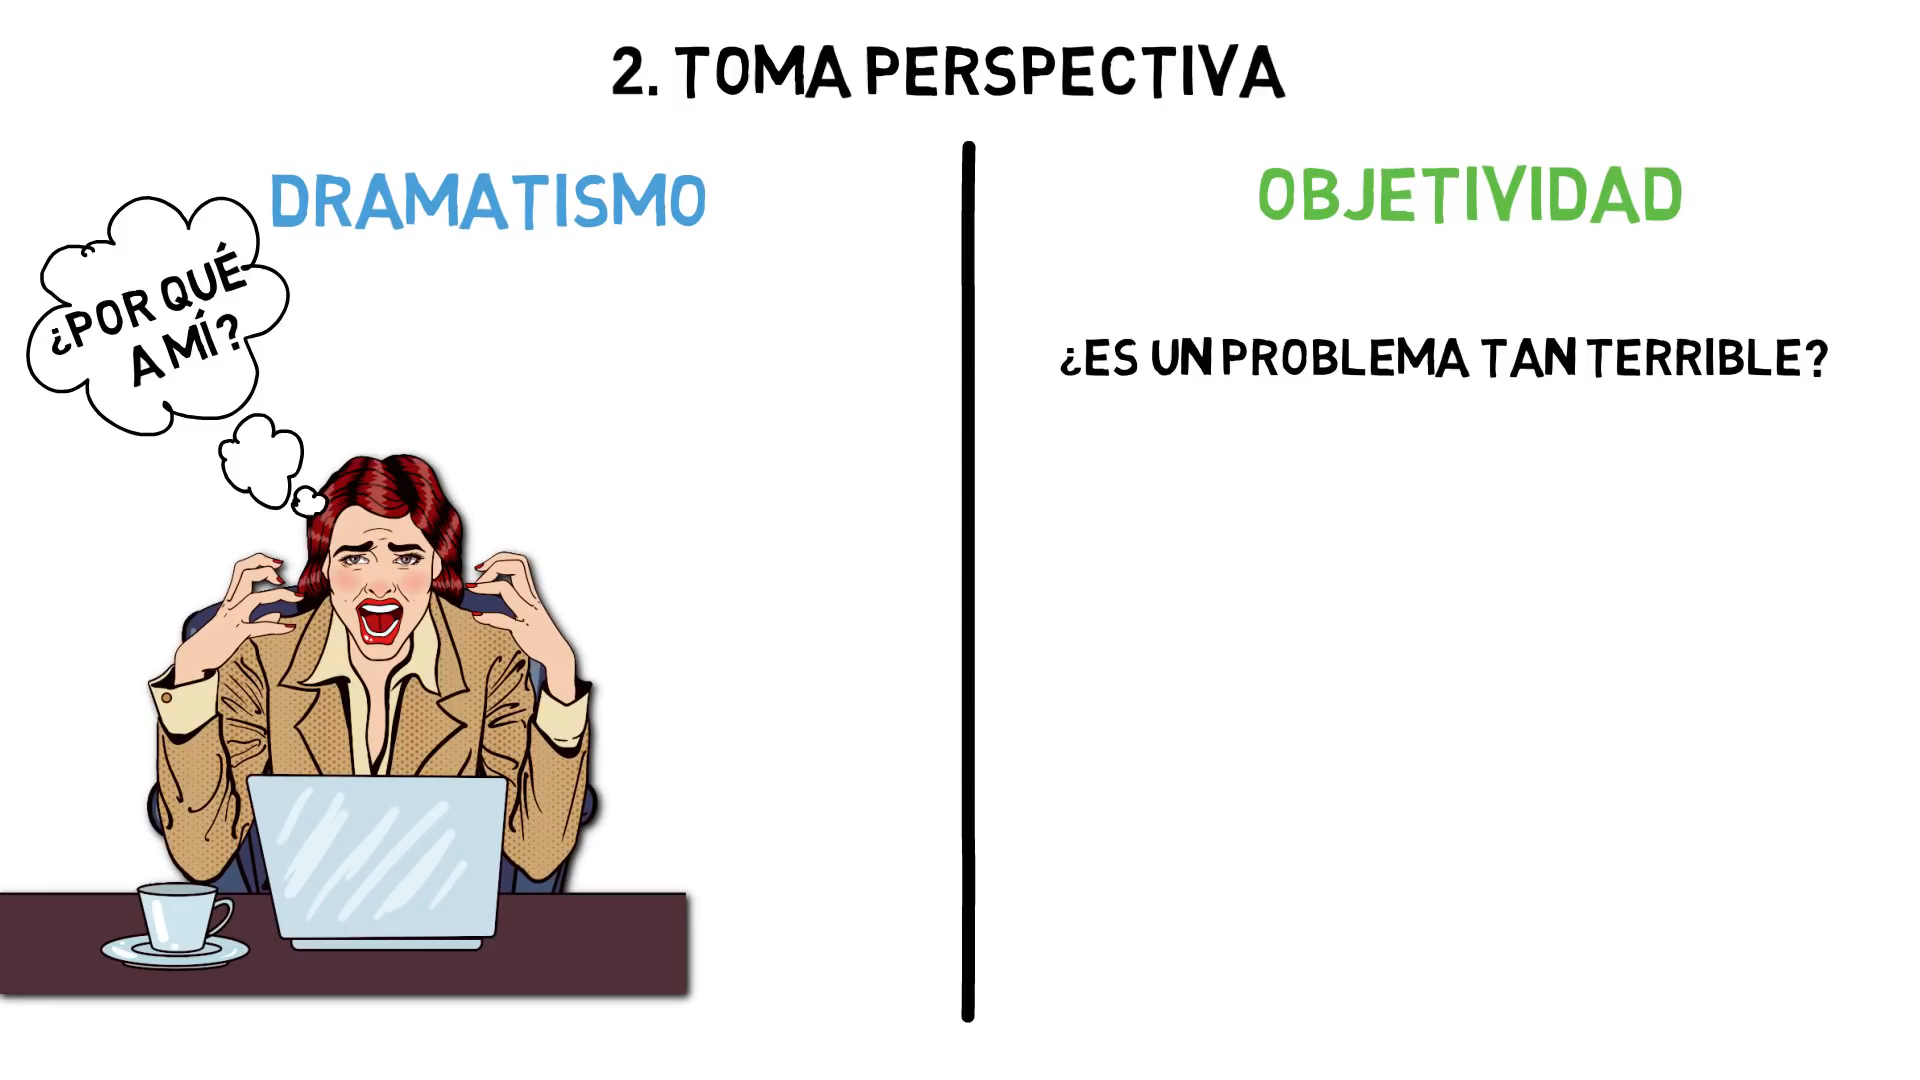 2. TOMA PERSPECTIVA
DRAMATISMO
¿POR QUÉ
A MÍ?
OBJETIVIDAD
¿ES UN PROBLEMA TAN TERRIBLE?